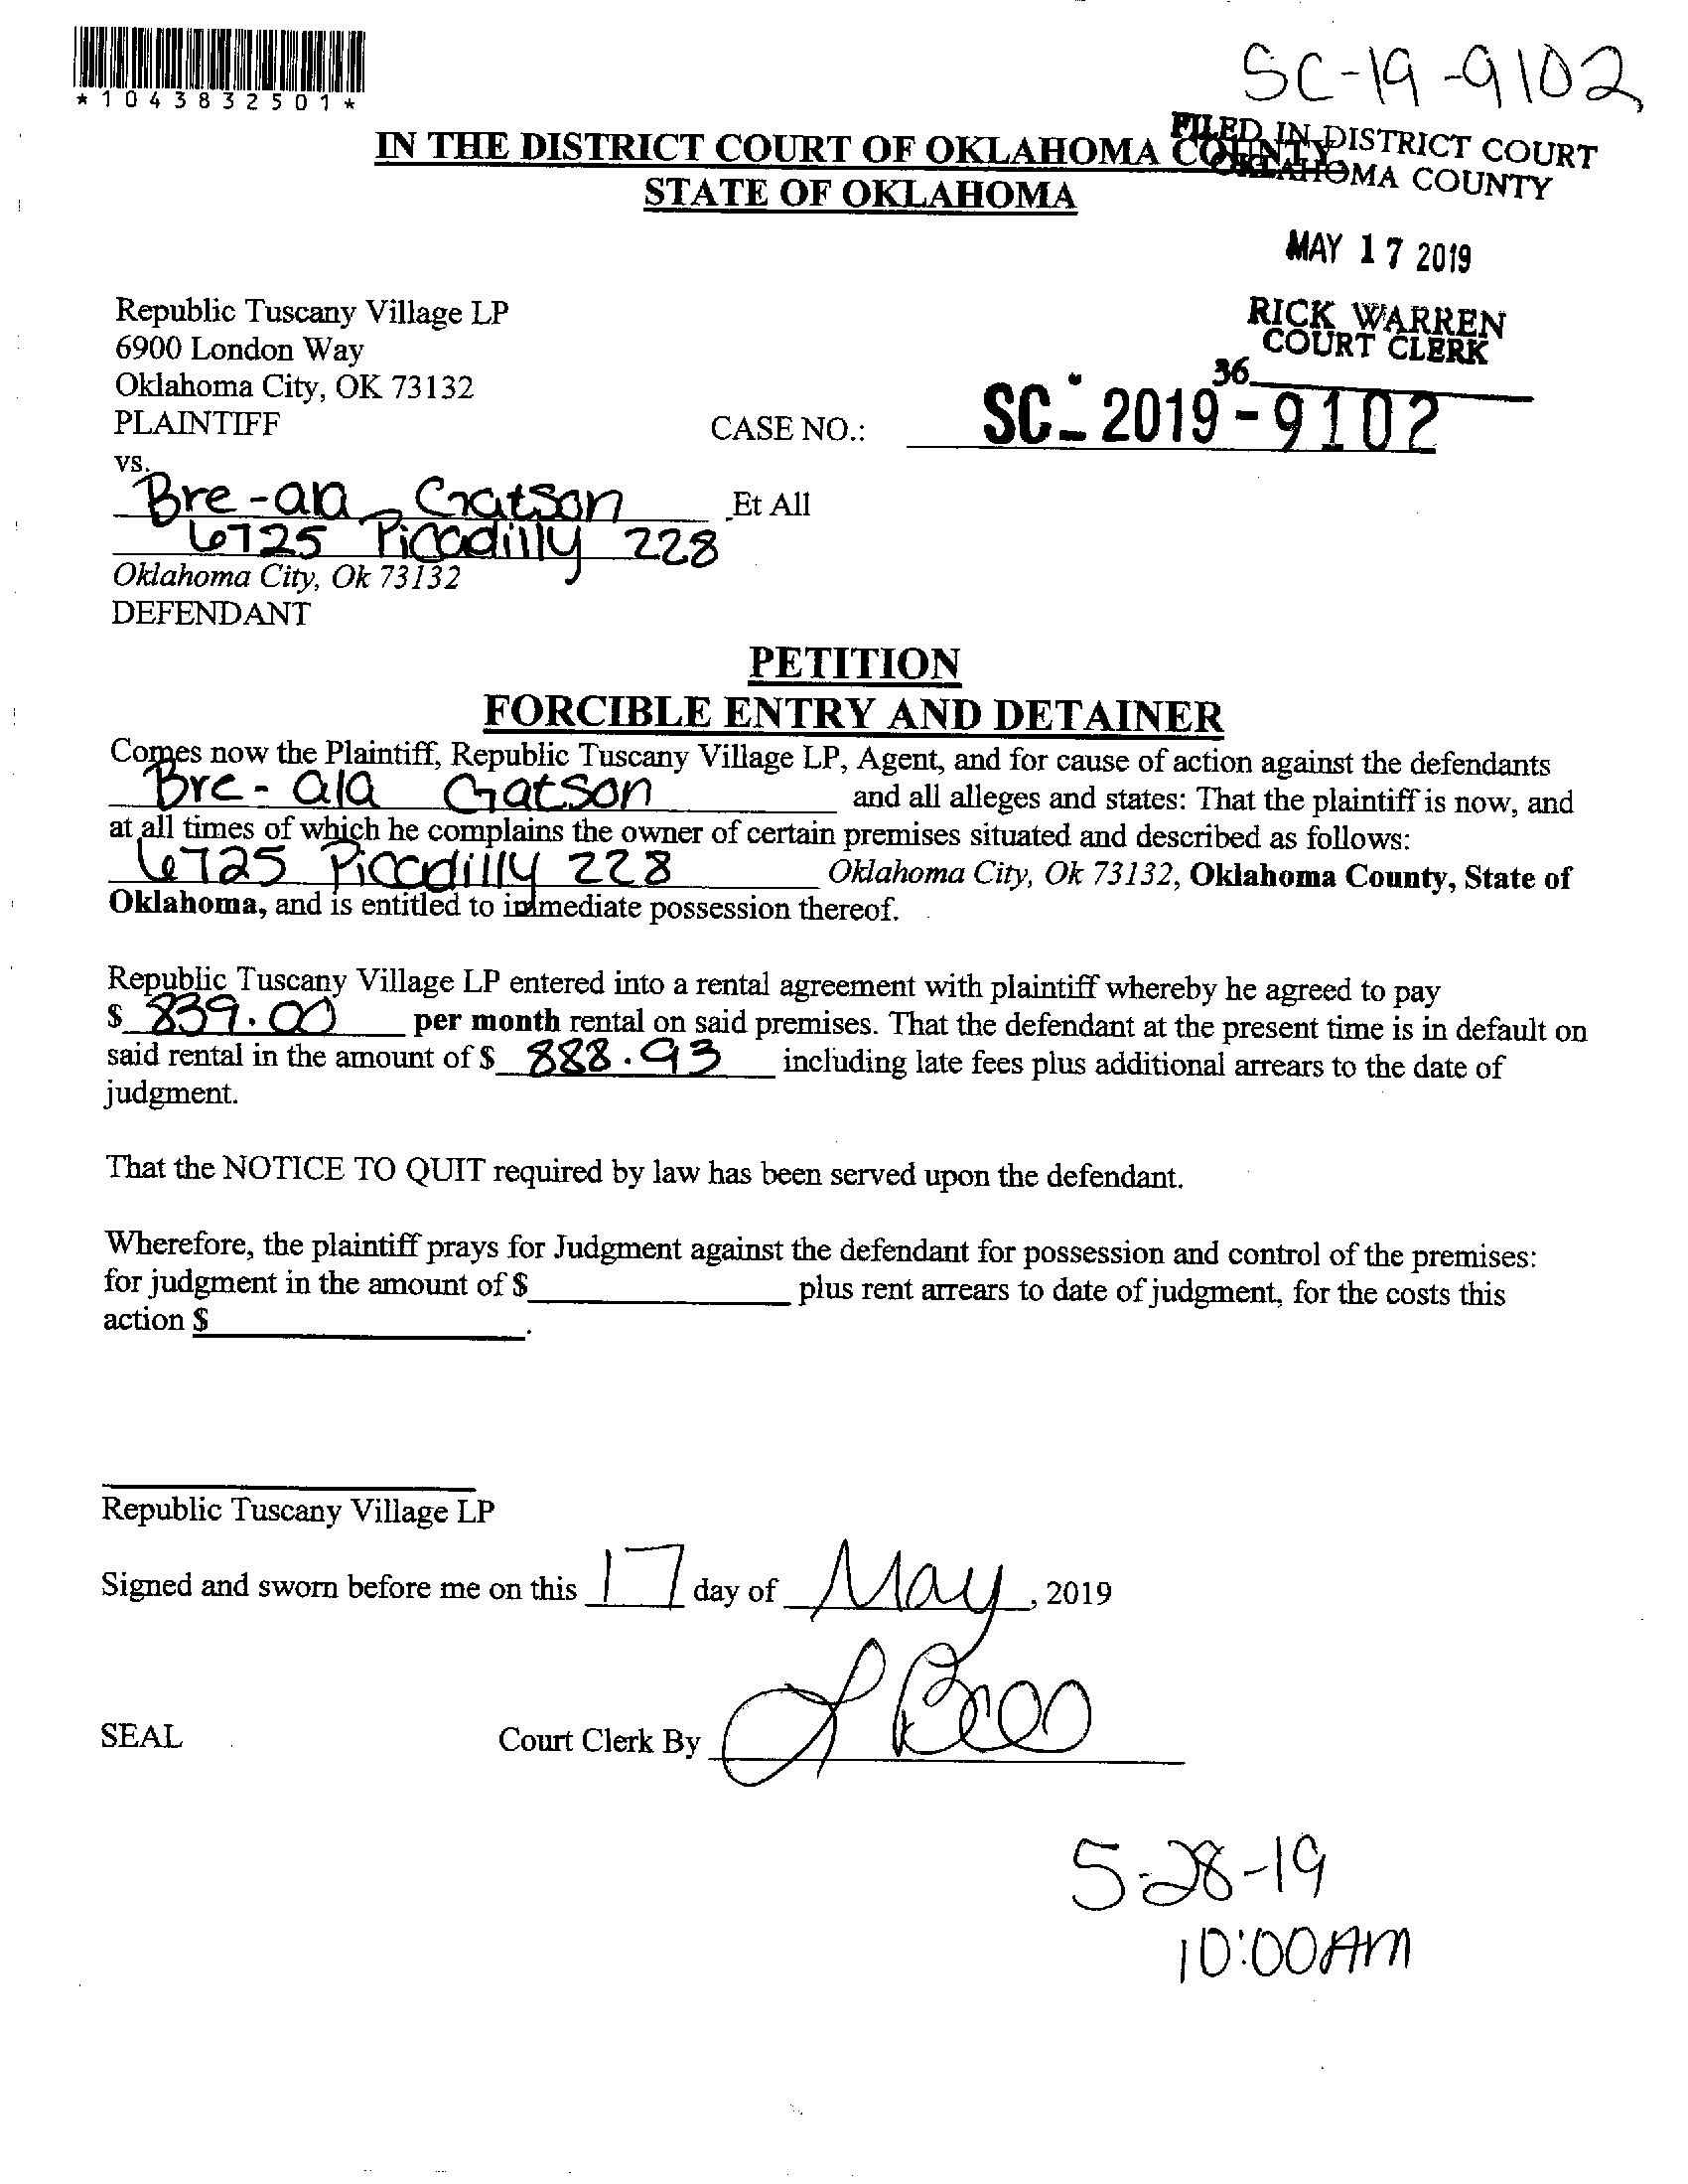 *1043832501*
SC-19-9102
IN THE DISTRICT COURT OF OKLAHOMA COUNTY
STATE OF OKLAHOMA
FILED IN DISTRICT COURT
OKLAHOMA COUNTY
MAY 17 2019
RICK WARREN
COURT CLERK
36
Republic Tuscany Village LP
6900 London Way
Oklahoma City, OK 73132
PLAINTIFF
CASE NO.: SC-2019-9102
vs.
Bre-ala Gatson , Et All
6725 Picadilly 228
Oklahoma City, Ok 73132
DEFENDANT
PETITION
FORCIBLE ENTRY AND DETAINER
Comes now the Plaintiff, Republic Tuscany Village LP, Agent, and for cause of action against the defendants
Bre-ala Gatson and all alleges and states: That the plaintiff is now, and
at all times of which he complains the owner of certain premises situated and described as follows:
6725 Piccdilly 228 Oklahoma City, Ok 73132, Oklahoma County, State of
Oklahoma, and is entitled to immediate possession thereof.
Republic Tuscany Village LP entered into a rental agreement with plaintiff whereby he agreed to pay
$ 839.00 per month rental on said premises. That the defendant at the present time is in default on
said rental in the amount of $ 888.93 including late fees plus additional arrears to the date of
judgment.
That the NOTICE TO QUIT required by law has been served upon the defendant.
Wherefore, the plaintiff prays for Judgment against the defendant for possession and control of the premises:
for judgment in the amount of $ plus rent arrears to date of judgment, for the costs this
action $ .
Republic Tuscany Village LP
Signed and sworn before me on this 17 day of May, 2019
SEAL Court Clerk By
5-28-19
10:00AM